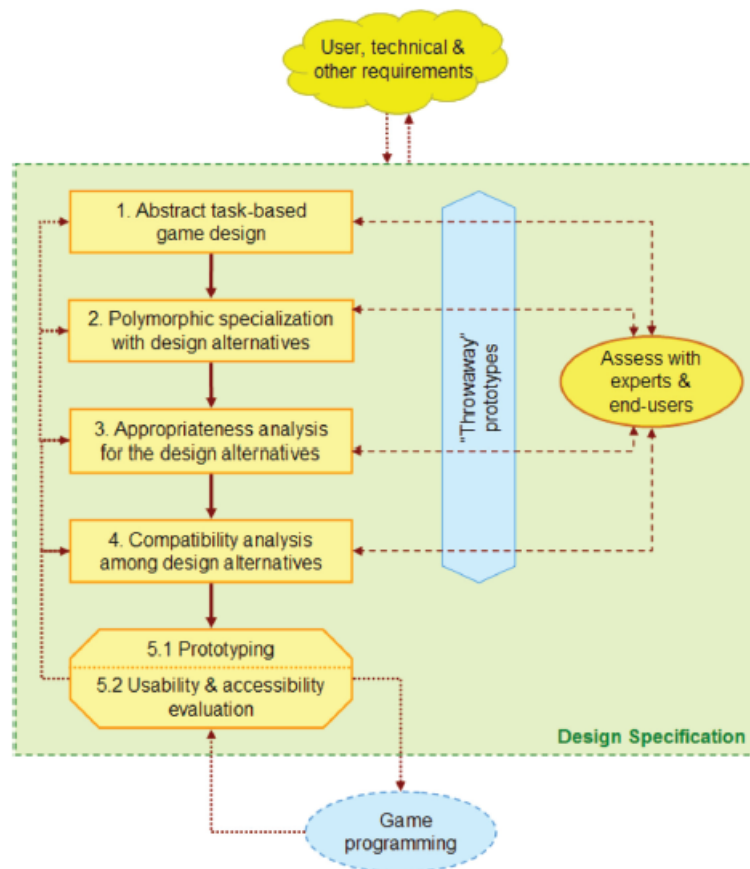 User, technical &
other requirements
1. Abstract task-based
game design
2. Polymorphic specialization
with design alternatives
"Throwaway"
prototypes
Assess with
experts &
end-users
3. Appropriateness analysis
for the design alternatives
4. Compatibility analysis
among design alternatives
5.1 Prototyping
5.2 Usability & accessibility
evaluation
Design Specification
Game
programming